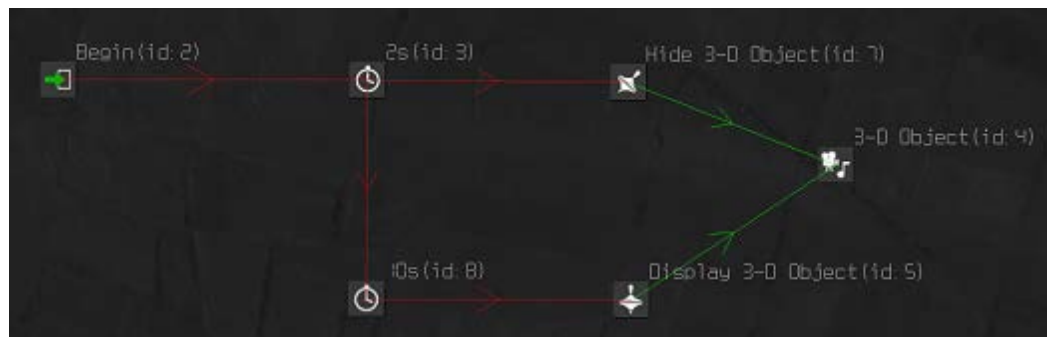 Begin(id: 2)
2s(id: 3)
Hide 3-D Object(id: 7)
3-D Object(id: 4)
10s(id: 8)
Display 3-D Object(id: 5)